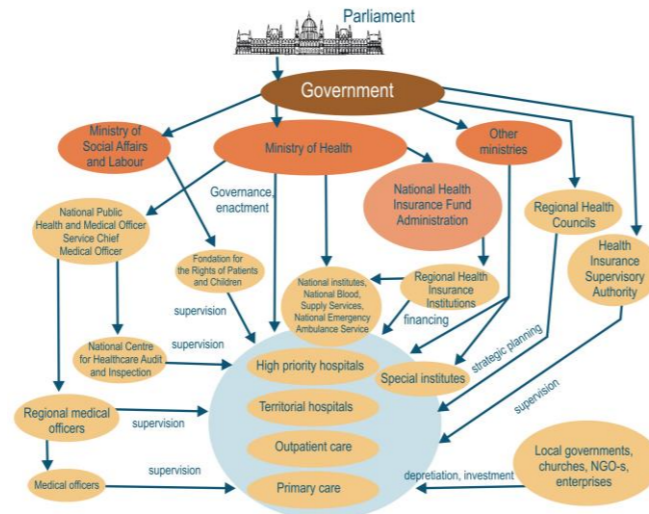 Parliament
Government
Ministry of
Social Affairs
and Labour
Ministry of Health
Other
ministries
Governance,
enactment
National Health
Insurance Fund
Administration
National Public
Health and Medical Officer
Service Chief
Medical Officer
Regional Health
Councils
Fondation for
the Rights of Patients
and Children
National institutes,
National Blood,
Supply Services,
National Emergency
Ambulance Service
Regional Health
Insurance
Institutions
Health
Insurance
Supervisory
Authority
supervision
financing
National Centre
for Healthcare Audit
and Inspection
supervision
High priority hospitals
Special institutes
strategic planning
supervision
Regional medical
officers
supervision
Territorial hospitals
Outpatient care
Local governments,
churches, NGO-s,
enterprises
Medical officers
supervision
Primary care
depretiation, investment